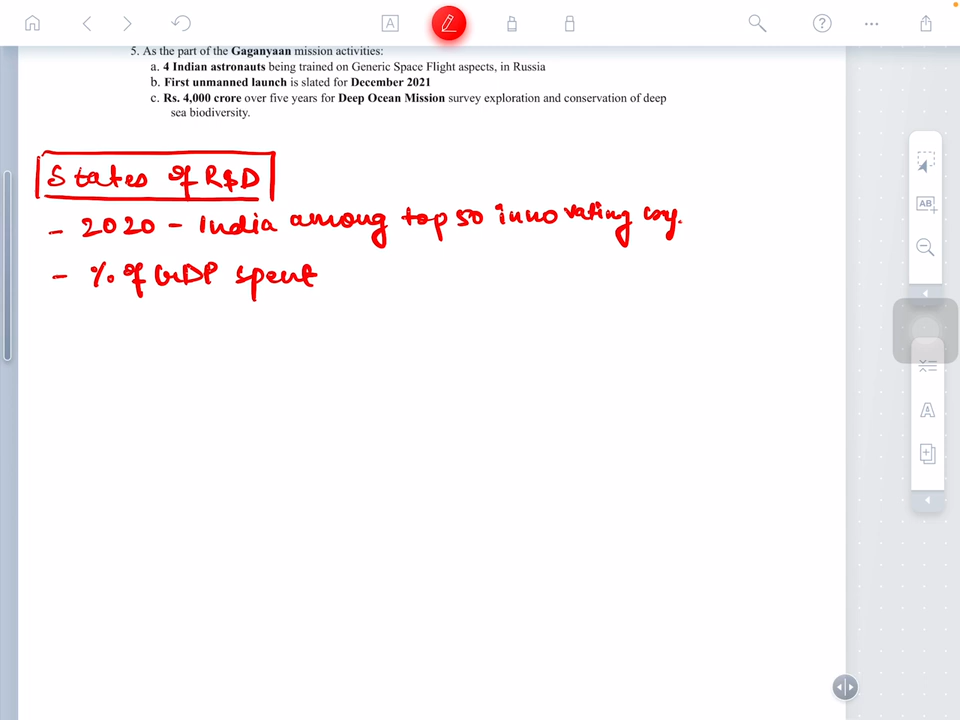 5. As the part of the Gaganyaan mission activities:
a. 4 Indian astronauts being trained on Generic Space Flight aspects, in Russia
b. First unmanned launch is slated for December 2021
c. Rs. 4,000 crore over five years for Deep Ocean Mission survey exploration and conservation of deep
sea biodiversity.
States of R&D
- 2020 - India among top 50 innovating coy.
- % of GDP spent